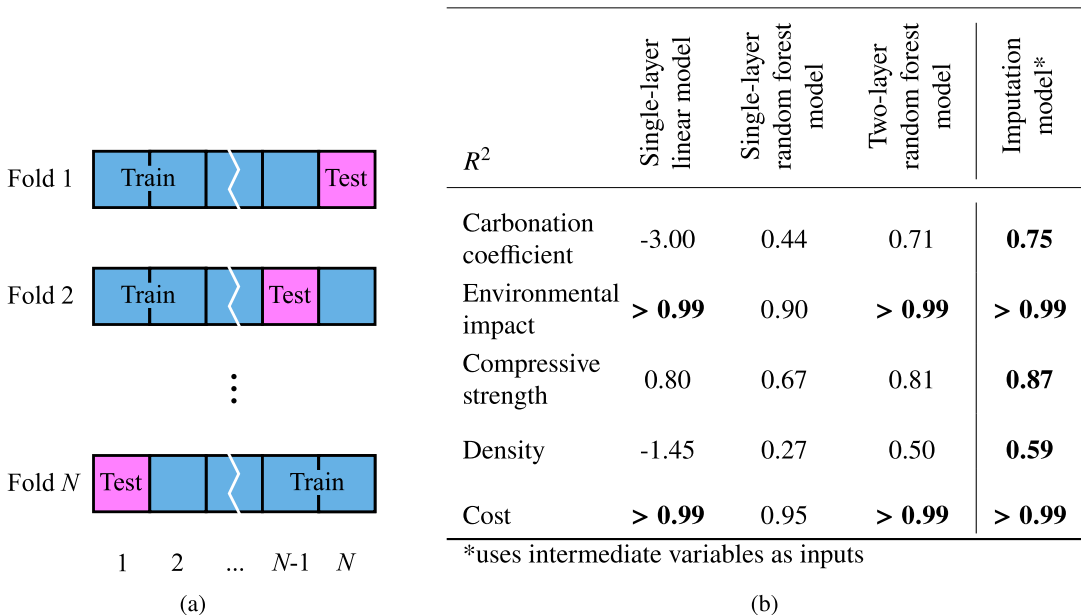 Fold 1
Train
Test
Fold 2
Train
Test
Fold N
Test
Train
1 2 ... N-1 N
(a)
R²
Single-layer
linear model
Single-layer
random forest
model
Two-layer
random forest
model
Imputation
model*
Carbonation
coefficient
-3.00 0.44 0.71 0.75
Environmental
impact
> 0.99 0.90 > 0.99 > 0.99
Compressive
strength
0.80 0.67 0.81 0.87
Density -1.45 0.27 0.50 0.59
Cost > 0.99 0.95 > 0.99 > 0.99
*uses intermediate variables as inputs
(b)